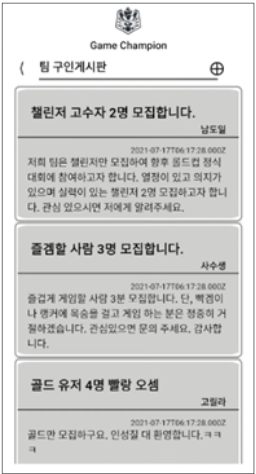 Game Champion
팀 구인게시판
챌린저 고수자 2명 모집합니다.
남도일
2021-07-17T06:17:28.000Z
저희 팀은 챌린저만 모집하여 향후 롤드컵 정식
대회에 참여하고자 합니다. 열정이 있고 의지가
있으며 실력이 있는 챌린저 2명 모집하고자 합니
다. 관심 있으시면 저에게 알려주세요.
즐겜할 사람 3명 모집합니다.
사수생
2021-07-17T06:17:28.000Z
즐겁게 게임할 사람 3분 모집합니다. 단, 빡겜이
나 랭커에 목숨을 걸고 게임 하는 분은 정중히 거
절하겠습니다. 관심있으면 문의 주세요. 감사합
니다.
골드 유저 4명 빨랑 오셈
고릴라
2021-07-17T06:17:28.000Z
골드만 모집하구요. 인성질 대 환영합니다.ㅋㅋ
ㅋ